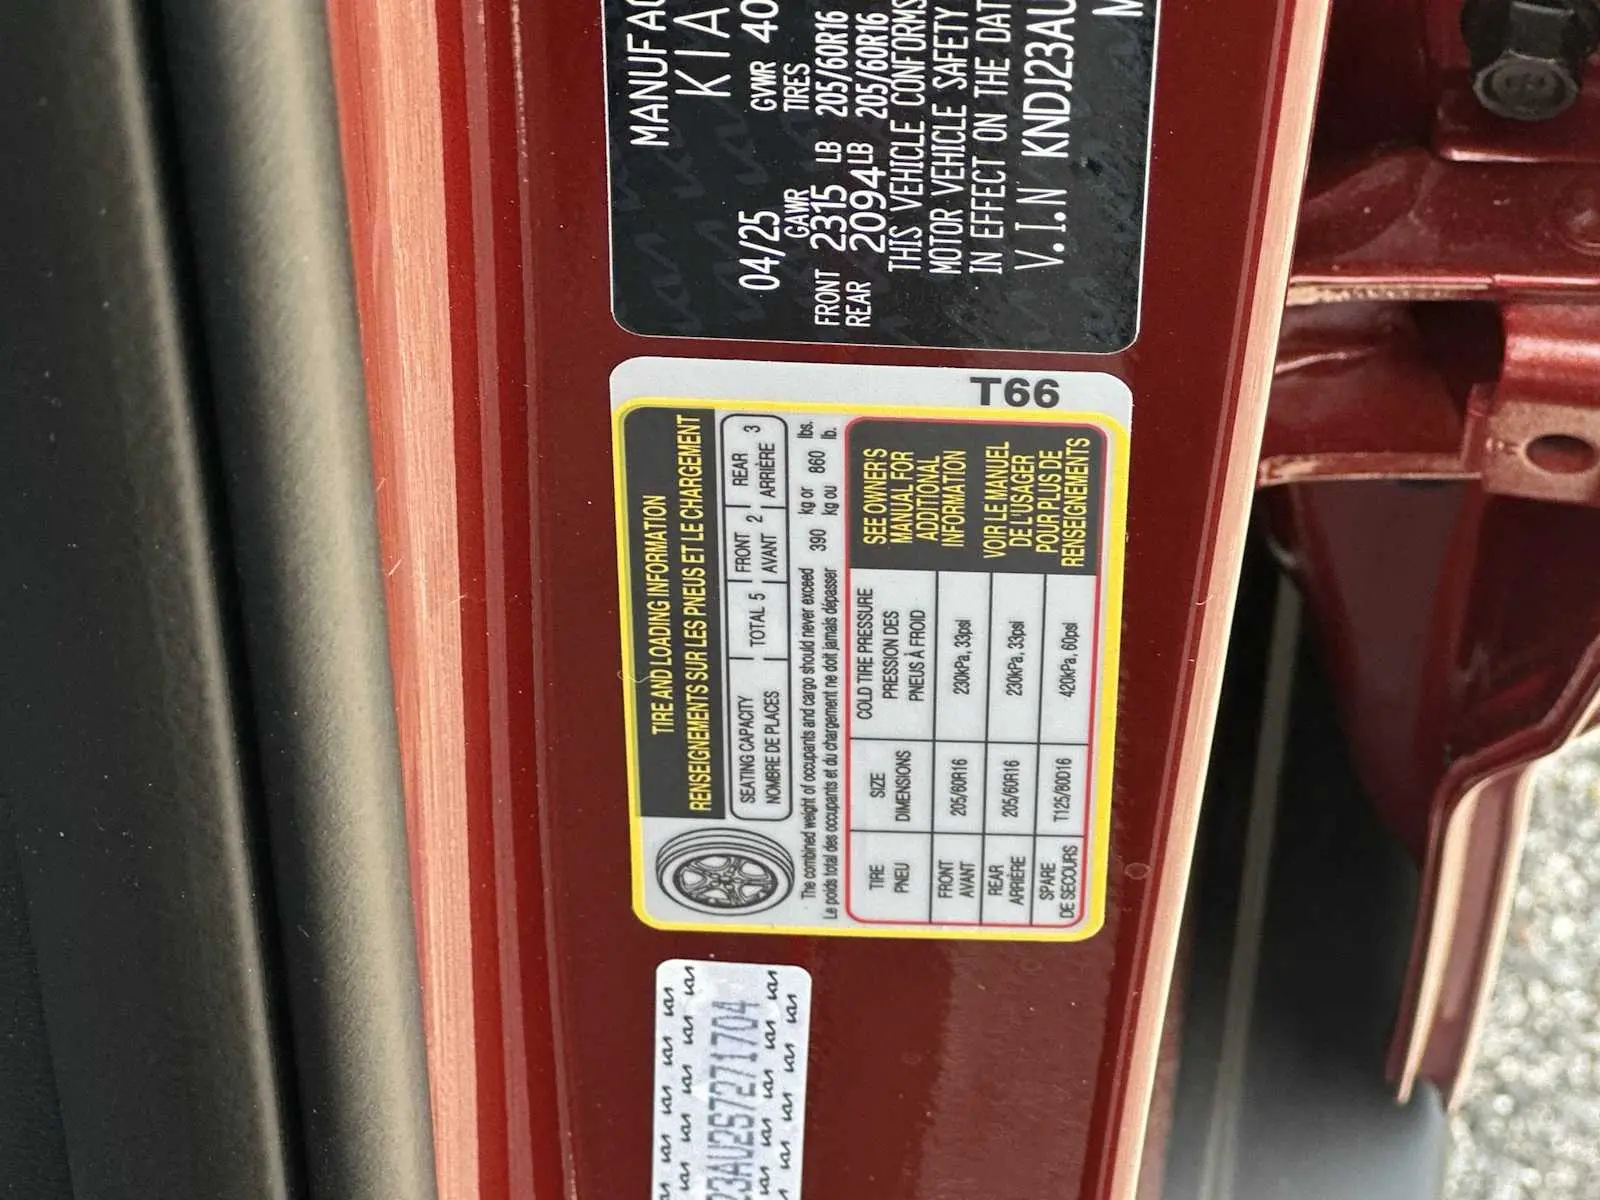 MANUFAC
KIA
04/25 GVWR 40
GAWR TIRES
FRONT 2315 LB 205/60R16
REAR 2094 LB 205/60R16
THIS VEHICLE CONFORMS
MOTOR VEHICLE SAFETY
IN EFFECT ON THE DAT
V.I.N KNDJ23AU
M
T66
TIRE AND LOADING INFORMATION
RENSEIGNEMENTS SUR LES PNEUS ET LE CHARGEMENT
SEATING CAPACITY TOTAL 5 FRONT 2 REAR 3
NOMBRE DE PLACES AVANT ARRIÈRE
The combined weight of occupants and cargo should never exceed 390 kg or 860 lbs.
Le poids total des occupants et du chargement ne doit jamais dépasser kg ou lb.
TIRE SIZE COLD TIRE PRESSURE
PNEU DIMENSIONS PRESSION DES
PNEUS À FROID
FRONT 205/60R16 230kPa, 33psi
AVANT
REAR 205/60R16 230kPa, 33psi
ARRIÈRE
SPARE T125/80D16 420kPa, 60psi
DE SECOURS
SEE OWNER'S
MANUAL FOR
ADDITIONAL
INFORMATION
VOIR LE MANUEL
DE L'USAGER
POUR PLUS DE
RENSEIGNEMENTS
23AU2S7271704